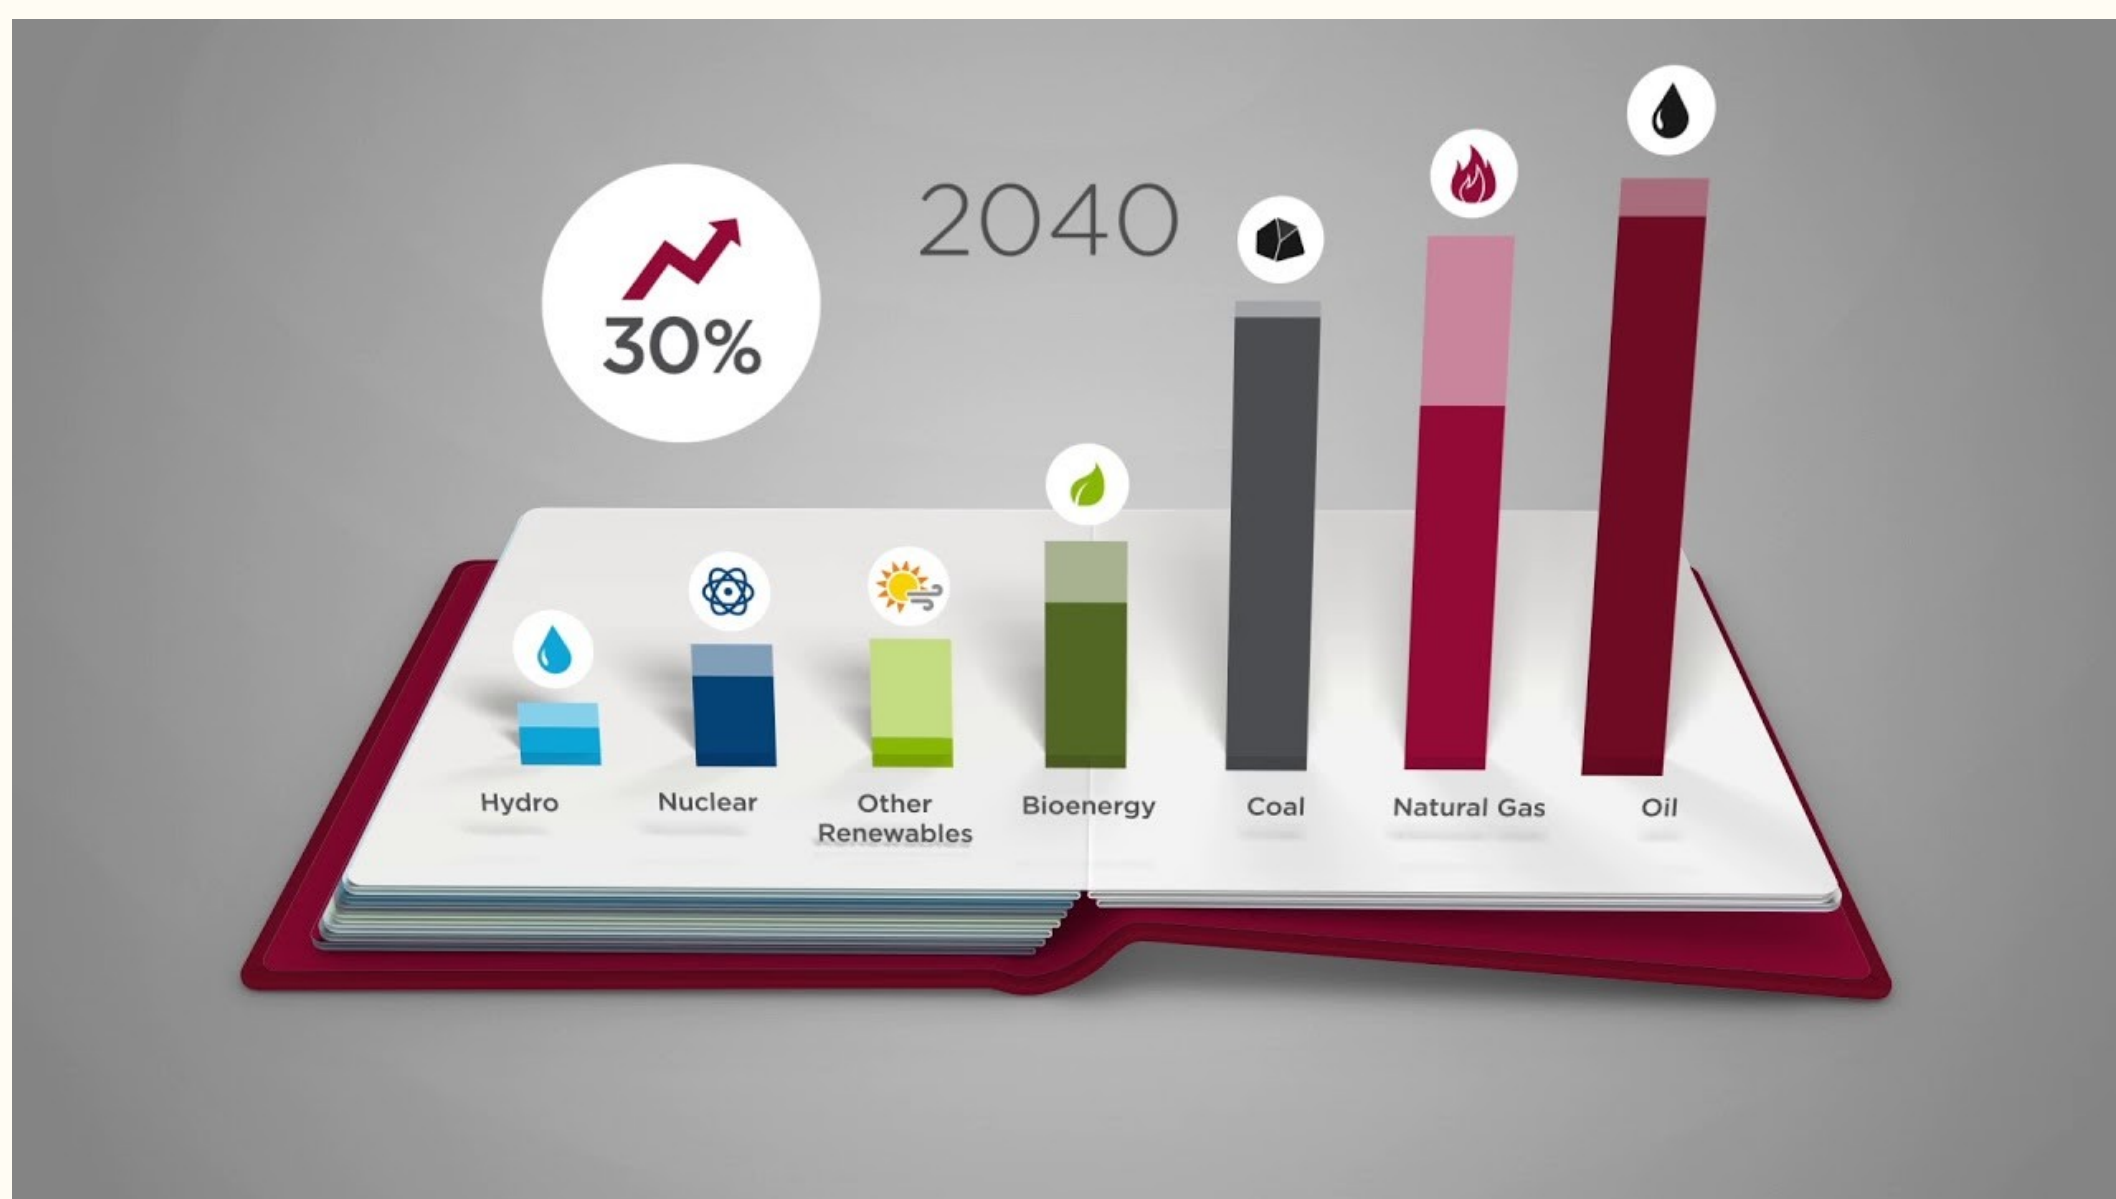 2040
30%
Hydro
Nuclear
Other
Renewables
Bioenergy
Coal
Natural Gas
Oil